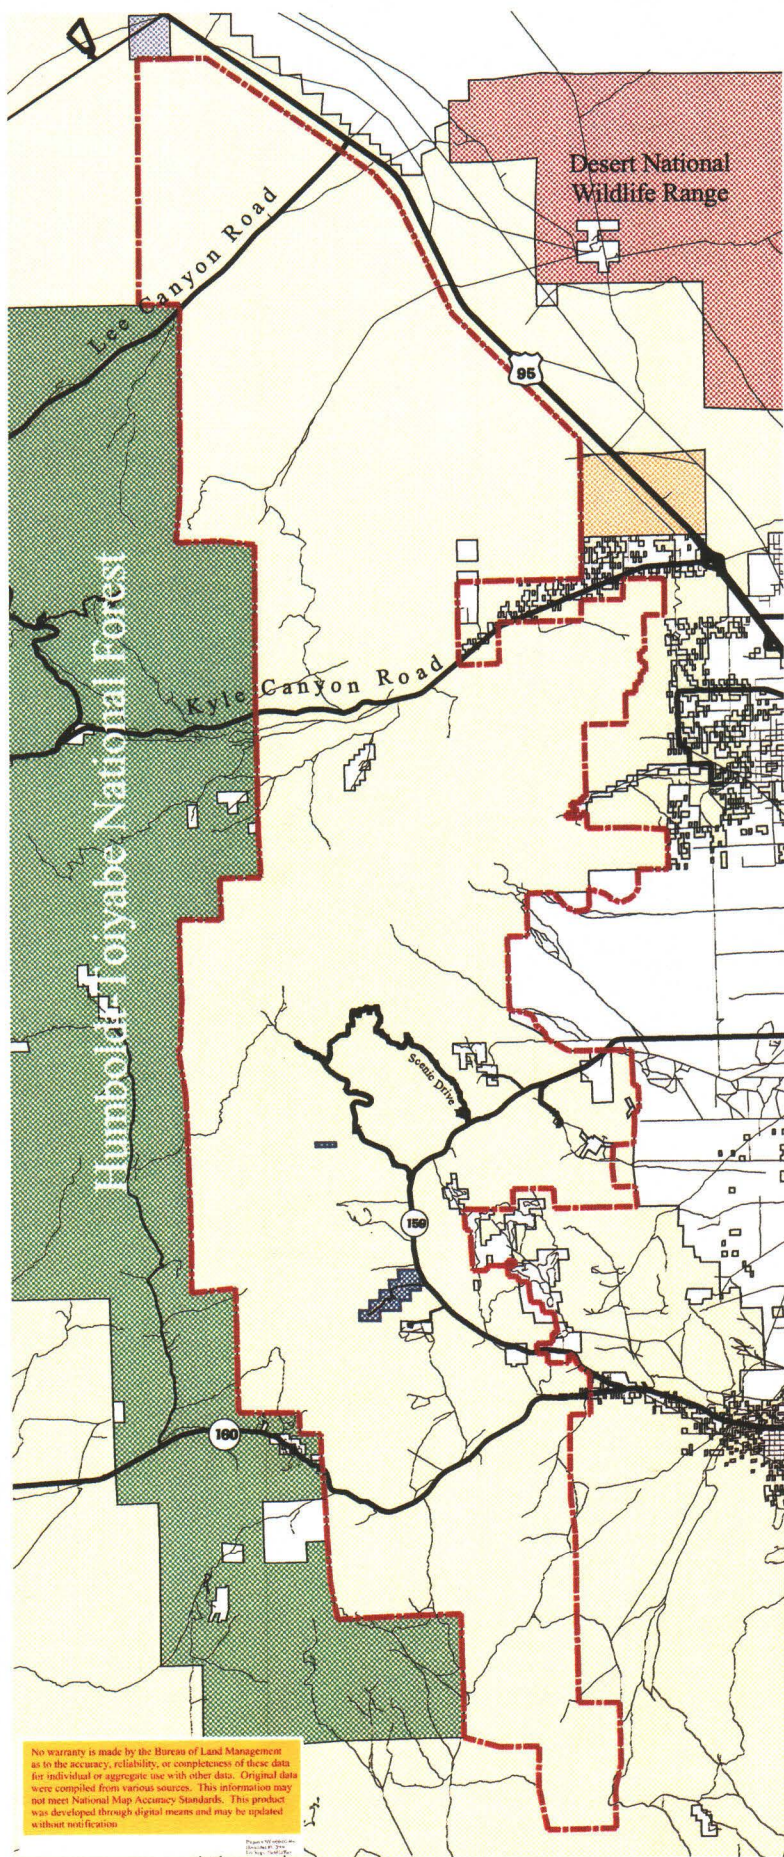 Desert National
Wildlife Range
Lee Canyon Road
95
Humboldt-Toiyabe National Forest
Kyle Canyon Road
Scenic Drive
159
160
No warranty is made by the Bureau of Land Management
as to the accuracy, reliability, or completeness of these data
for individual or aggregate use with other data. Original data
were compiled from various sources. This information may
not meet National Map Accuracy Standards. This product
was developed through digital means and may be updated
without notification